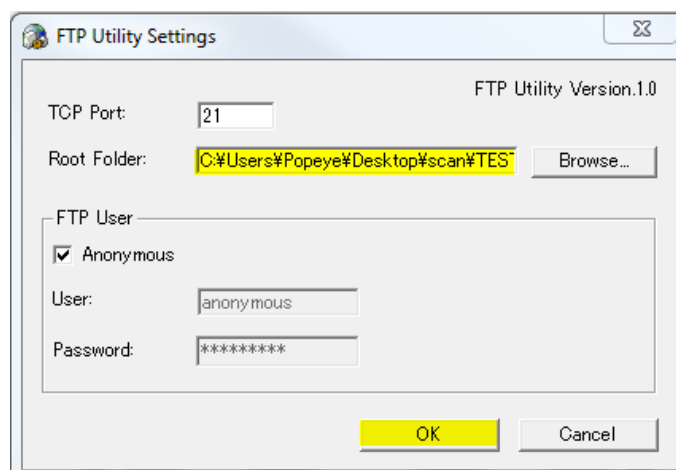 FTP Utility Settings
FTP Utility Version.1.0
TCP Port: 21
Root Folder: C:¥Users¥Popeye¥Desktop¥scan¥TEST Browse...
FTP User
Anonymous
User: anonymous
Password: *********
OK Cancel